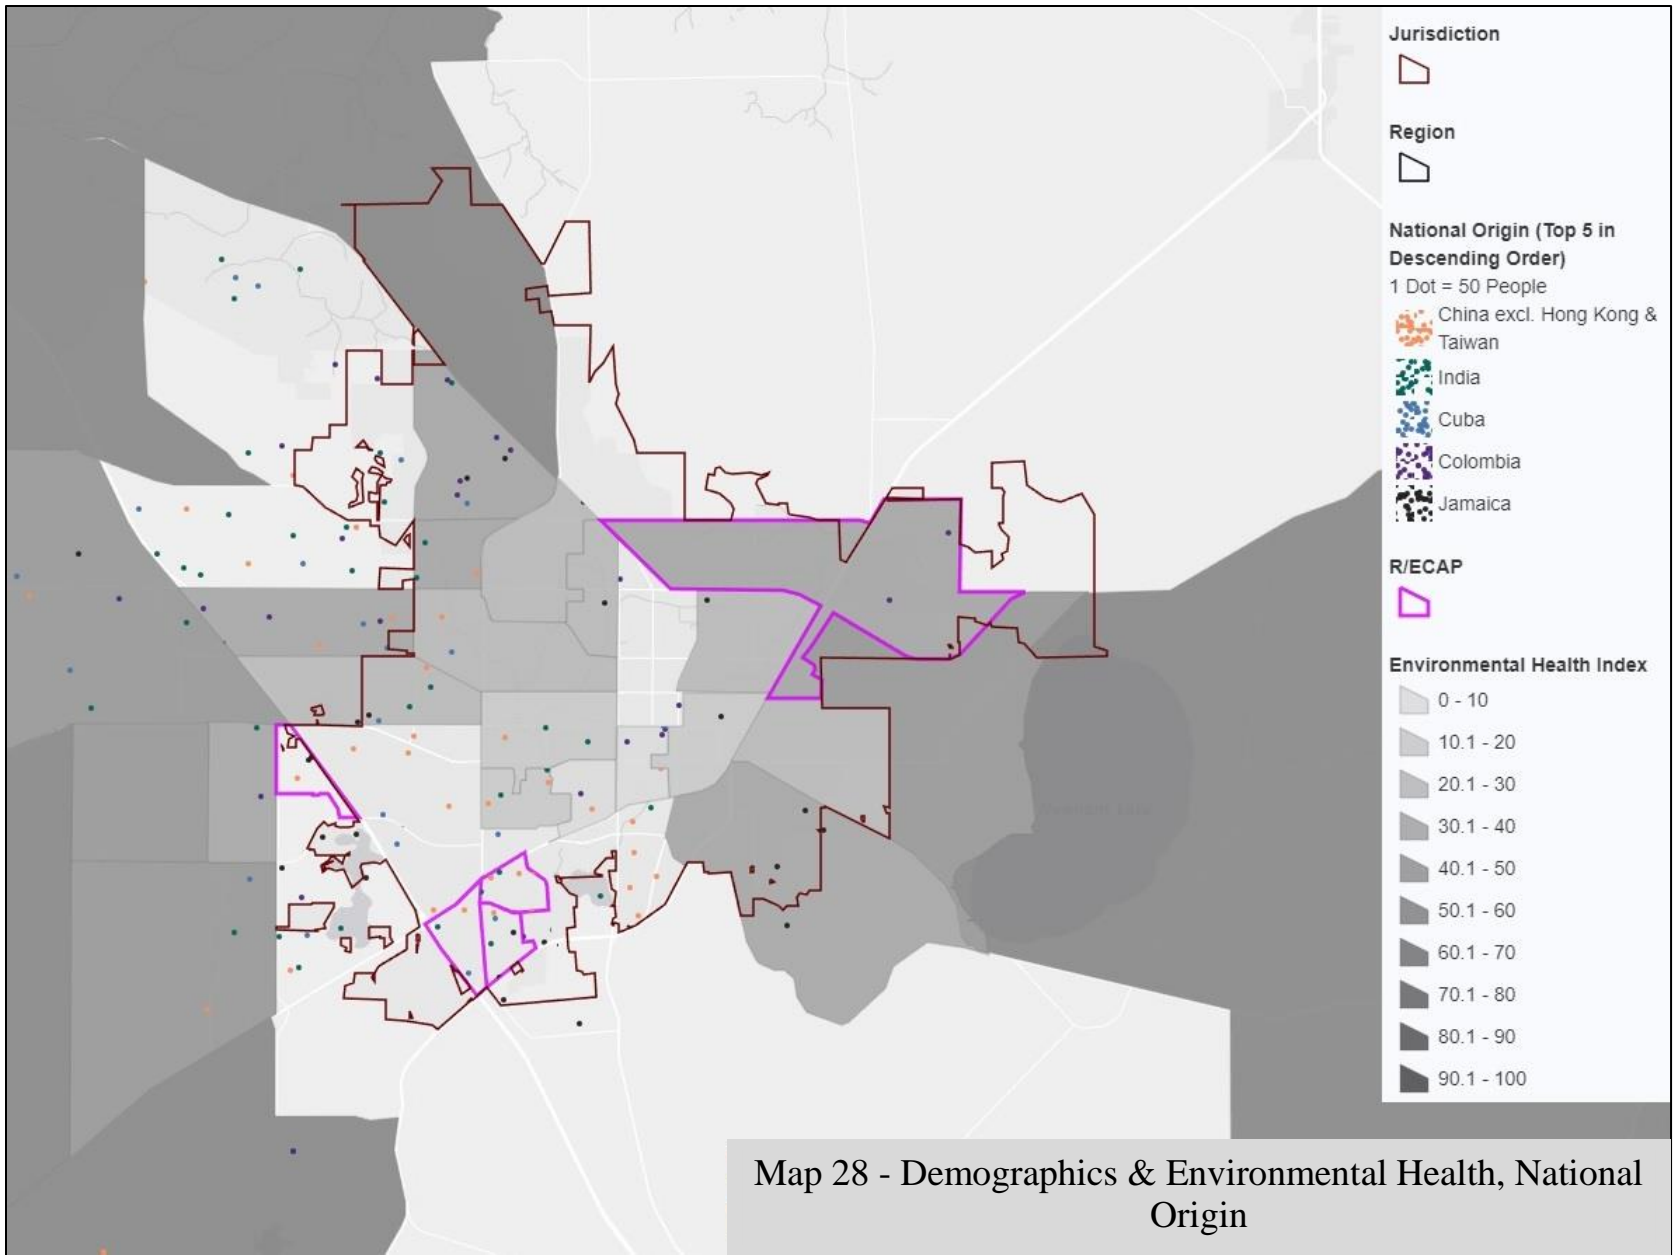 Jurisdiction
Region
National Origin (Top 5 in
Descending Order)
1 Dot = 50 People
China excl. Hong Kong &
Taiwan
India
Cuba
Colombia
Jamaica
R/ECAP
Environmental Health Index
0 - 10
10.1 - 20
20.1 - 30
30.1 - 40
40.1 - 50
50.1 - 60
60.1 - 70
70.1 - 80
80.1 - 90
90.1 - 100
Map 28 - Demographics & Environmental Health, National
Origin